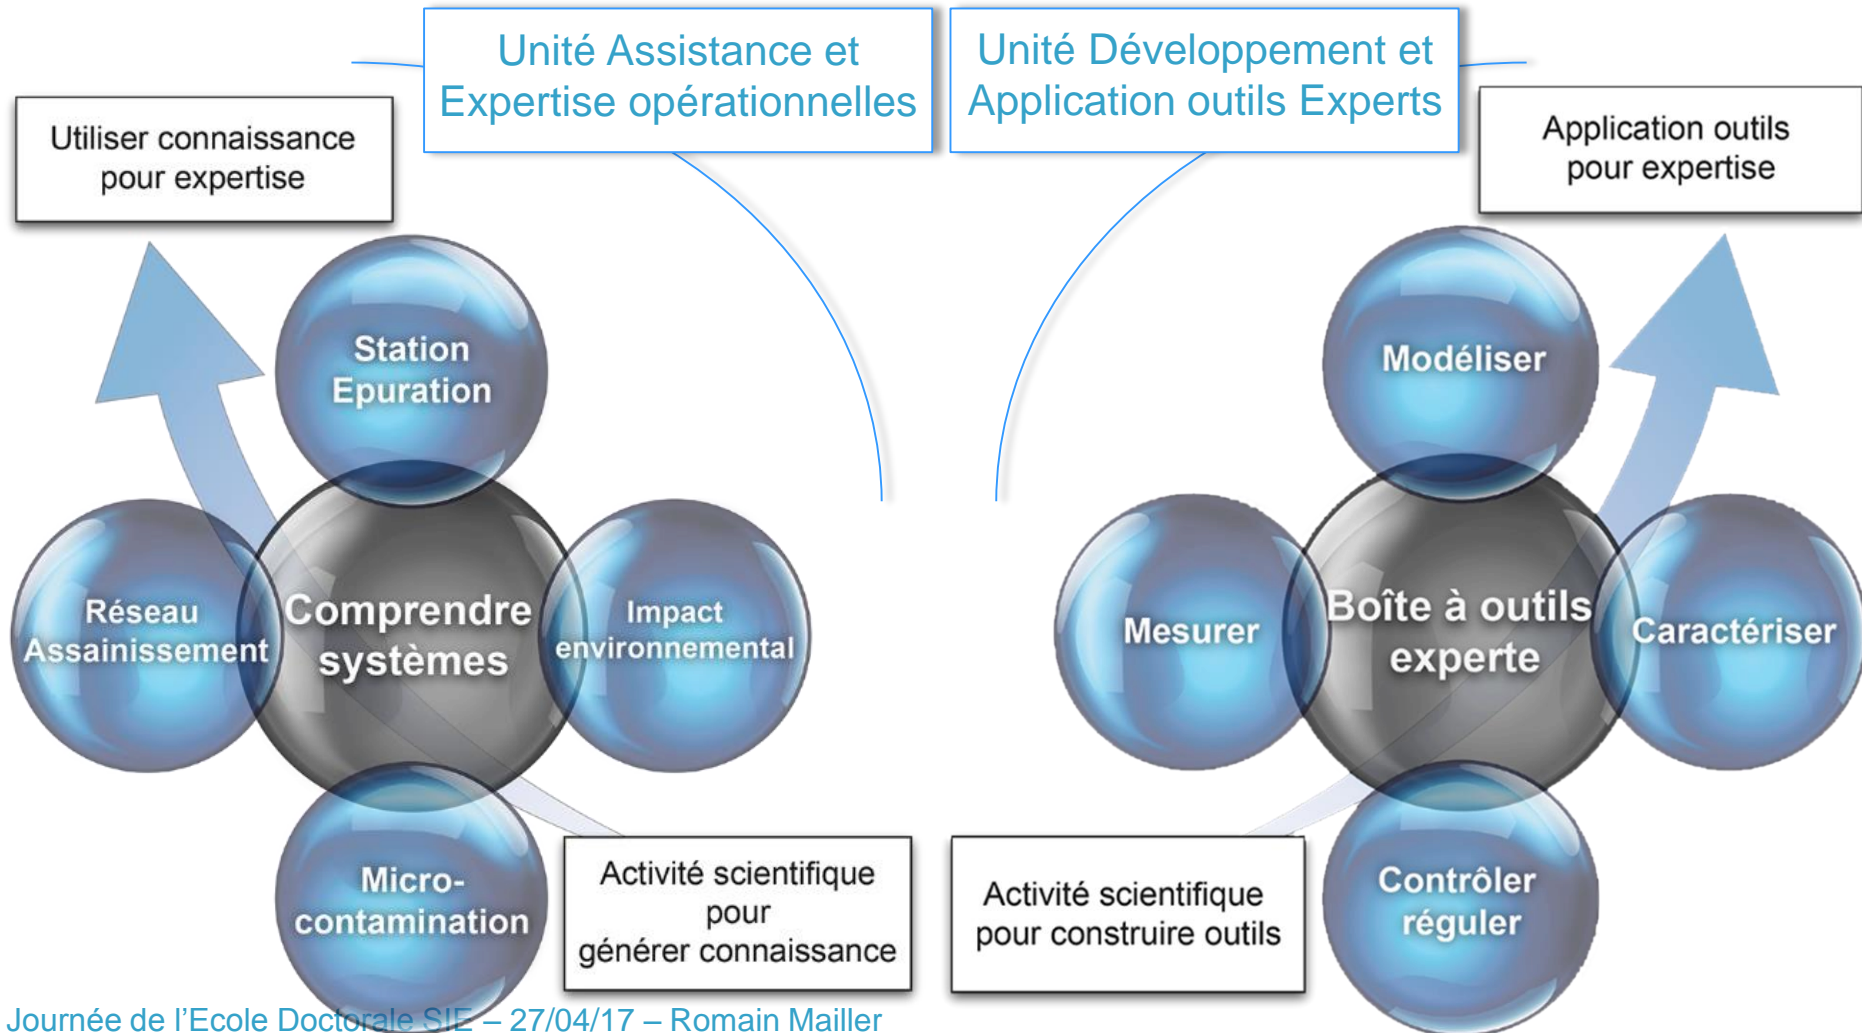 Unité Assistance et
Expertise opérationnelles
Unité Développement et
Application outils Experts
Utiliser connaissance
pour expertise
Application outils
pour expertise
Station
Epuration
Réseau
Assainissement
Comprendre
systèmes
Impact
environnemental
Micro-
contamination
Activité scientifique
pour
générer connaissance
Modéliser
Mesurer
Boîte à outils
experte
Caractériser
Contrôler
réguler
Activité scientifique
pour construire outils
Journée de l'Ecole Doctorale SIE – 27/04/17 – Romain Mailler